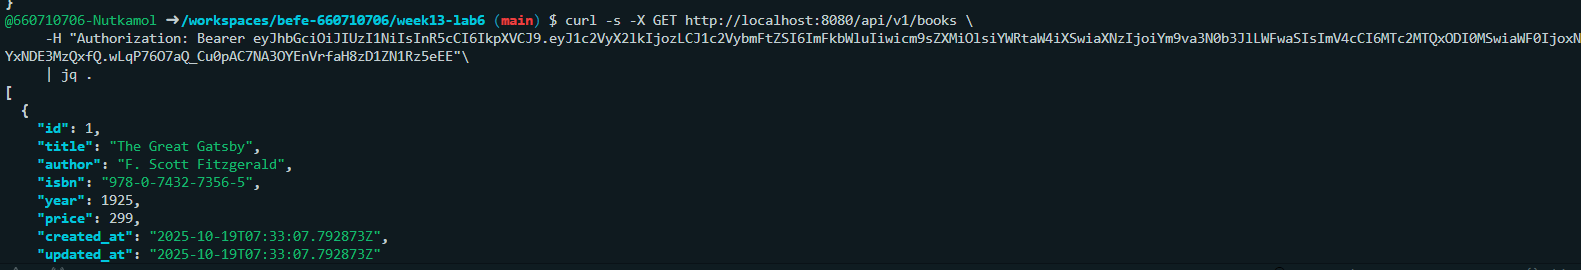 }
@660710706-Nutkamol ➜/workspaces/befe-660710706/week13-lab6 (main) $ curl -s -X GET http://localhost:8080/api/v1/books \
-H "Authorization: Bearer eyJhbGciOiJIUzI1NiIsInR5cCI6IkpXVCJ9.eyJ1c2VyX2lkIjozLCJ1c2VybmFtZSI6ImFkbWluIiwicm9sZXMiOlsiYWRtaW4iXSwiaXNzIjoiYm9va3N0b3JlLWFwaSIsImV4cCI6MTc2MTQxODI0MSwiaWF0IjoxN
YxNDE3MzQxfQ.wLqP76O7aQ_Cu0pAC7NA3OYEnVrfaH8zD1ZN1Rz5eEE"\
| jq .
[
{
"id": 1,
"title": "The Great Gatsby",
"author": "F. Scott Fitzgerald",
"isbn": "978-0-7432-7356-5",
"year": 1925,
"price": 299,
"created_at": "2025-10-19T07:33:07.792873Z",
"updated_at": "2025-10-19T07:33:07.792873Z"